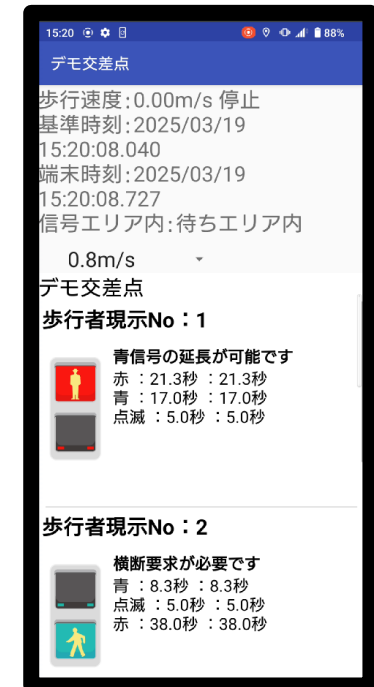 15:20
88%
デモ交差点
歩行速度:0.00m/s 停止
基準時刻:2025/03/19
15:20:08.040
端末時刻:2025/03/19
15:20:08.727
信号エリア内:待ちエリア内
0.8m/s
デモ交差点
歩行者現示No：1
青信号の延長が可能です
赤 ：21.3秒 ：21.3秒
青 ：17.0秒 ：17.0秒
点滅 ：5.0秒 ：5.0秒
歩行者現示No：2
横断要求が必要です
青 ：8.3秒 ：8.3秒
点滅 ：5.0秒 ：5.0秒
赤 ：38.0秒 ：38.0秒